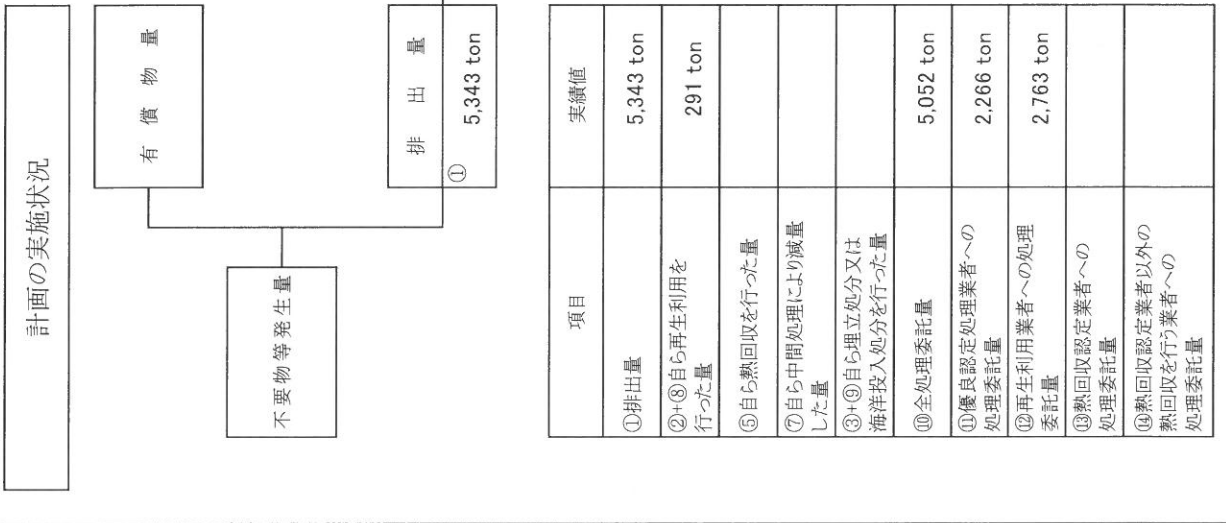 計画の実施状況
有償物量
不要物等発生量
排出量
①
5,343 ton
項目
実績値
①排出量
5,343 ton
②+⑧自ら再生利用を
行った量
291 ton
⑤自ら熱回収を行った量
⑦自ら中間処理により減量
した量
③+⑨自ら埋立処分又は
海洋投入処分を行った量
⑩全処理委託量
5,052 ton
⑪優良認定処理業者への
処理委託量
2,266 ton
⑫再生利用業者への処理
委託量
2,763 ton
⑬熱回収認定業者への
処理委託量
⑭熱回収認定業者以外の
熱回収を行う業者への
処理委託量